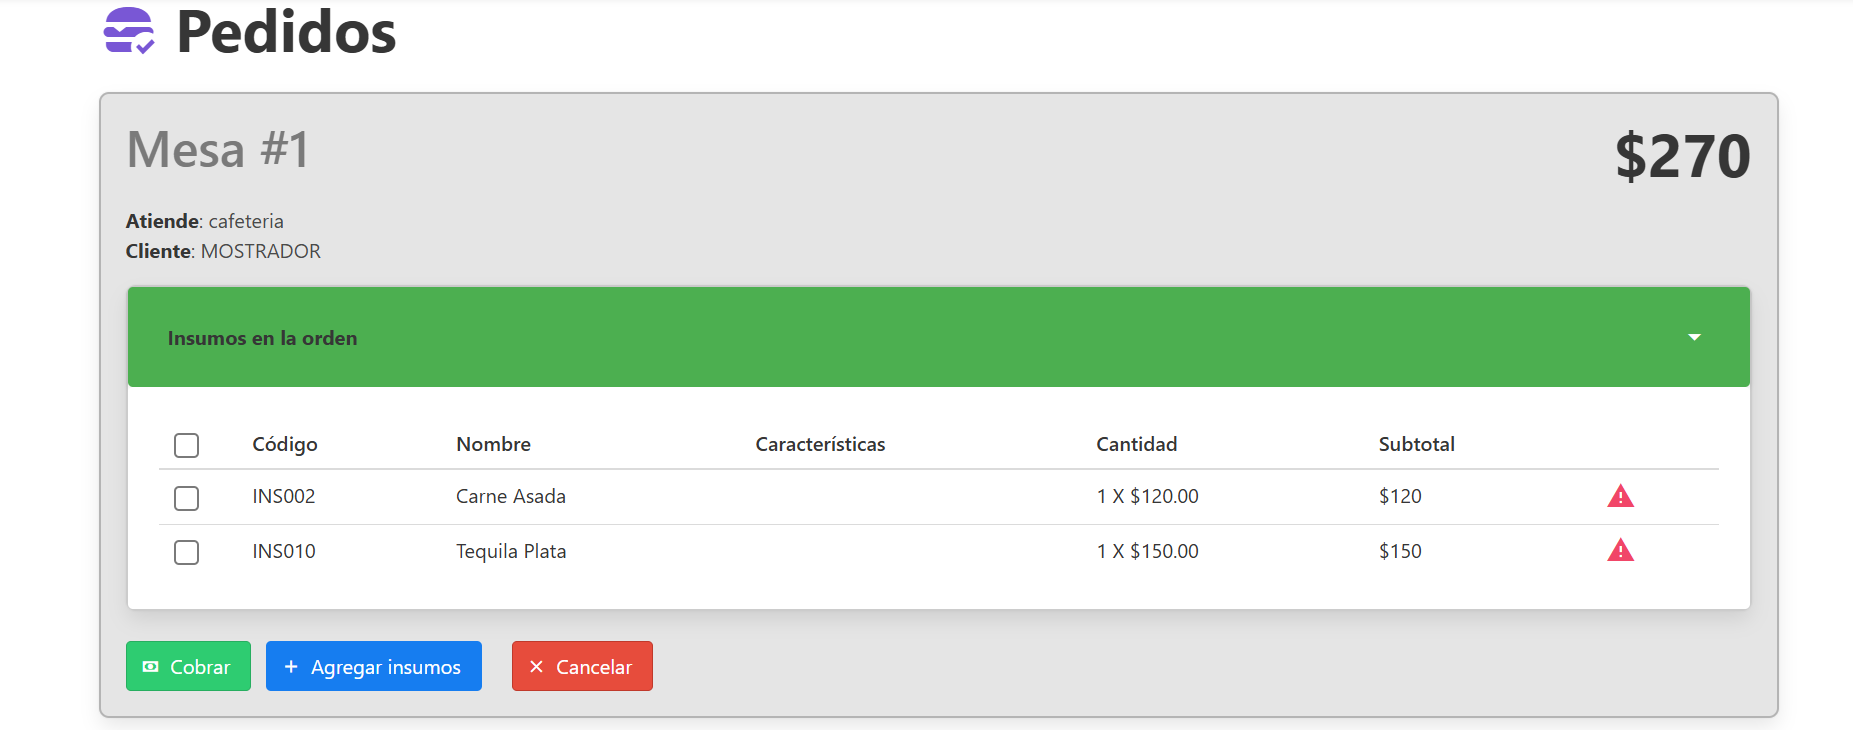 Pedidos
Mesa #1
$270
Atiende: cafeteria
Cliente: MOSTRADOR
Insumos en la orden
Código Nombre Características Cantidad Subtotal
INS002 Carne Asada 1 X $120.00 $120
INS010 Tequila Plata 1 X $150.00 $150
Cobrar + Agregar insumos × Cancelar